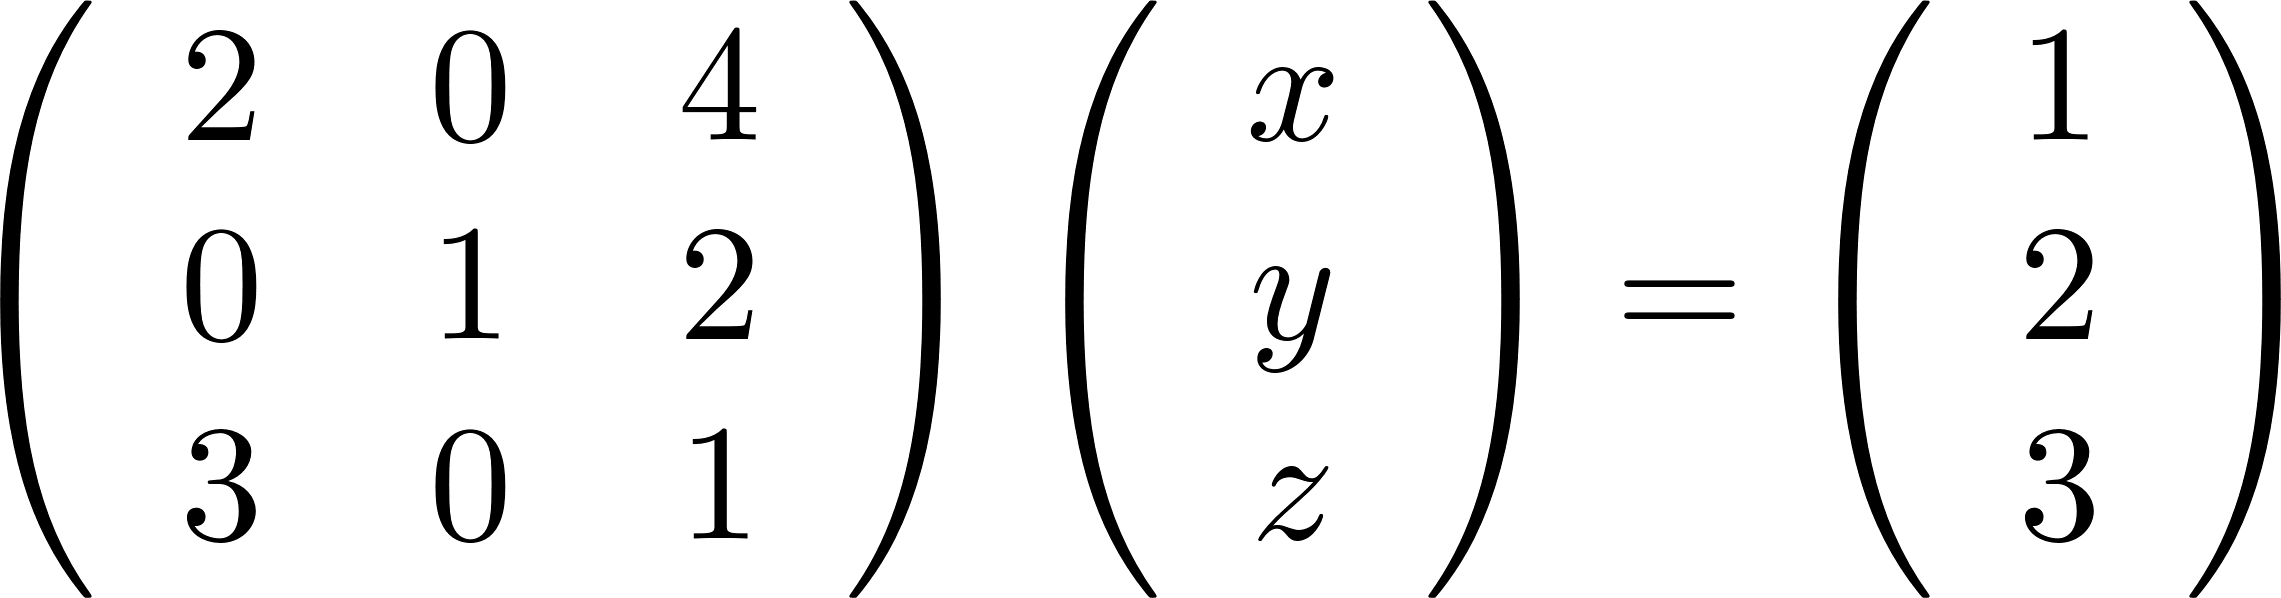 ( 2 0 4 ) ( x ) = ( 1 )
( 0 1 2 ) ( y ) = ( 2 )
( 3 0 1 ) ( z ) = ( 3 )